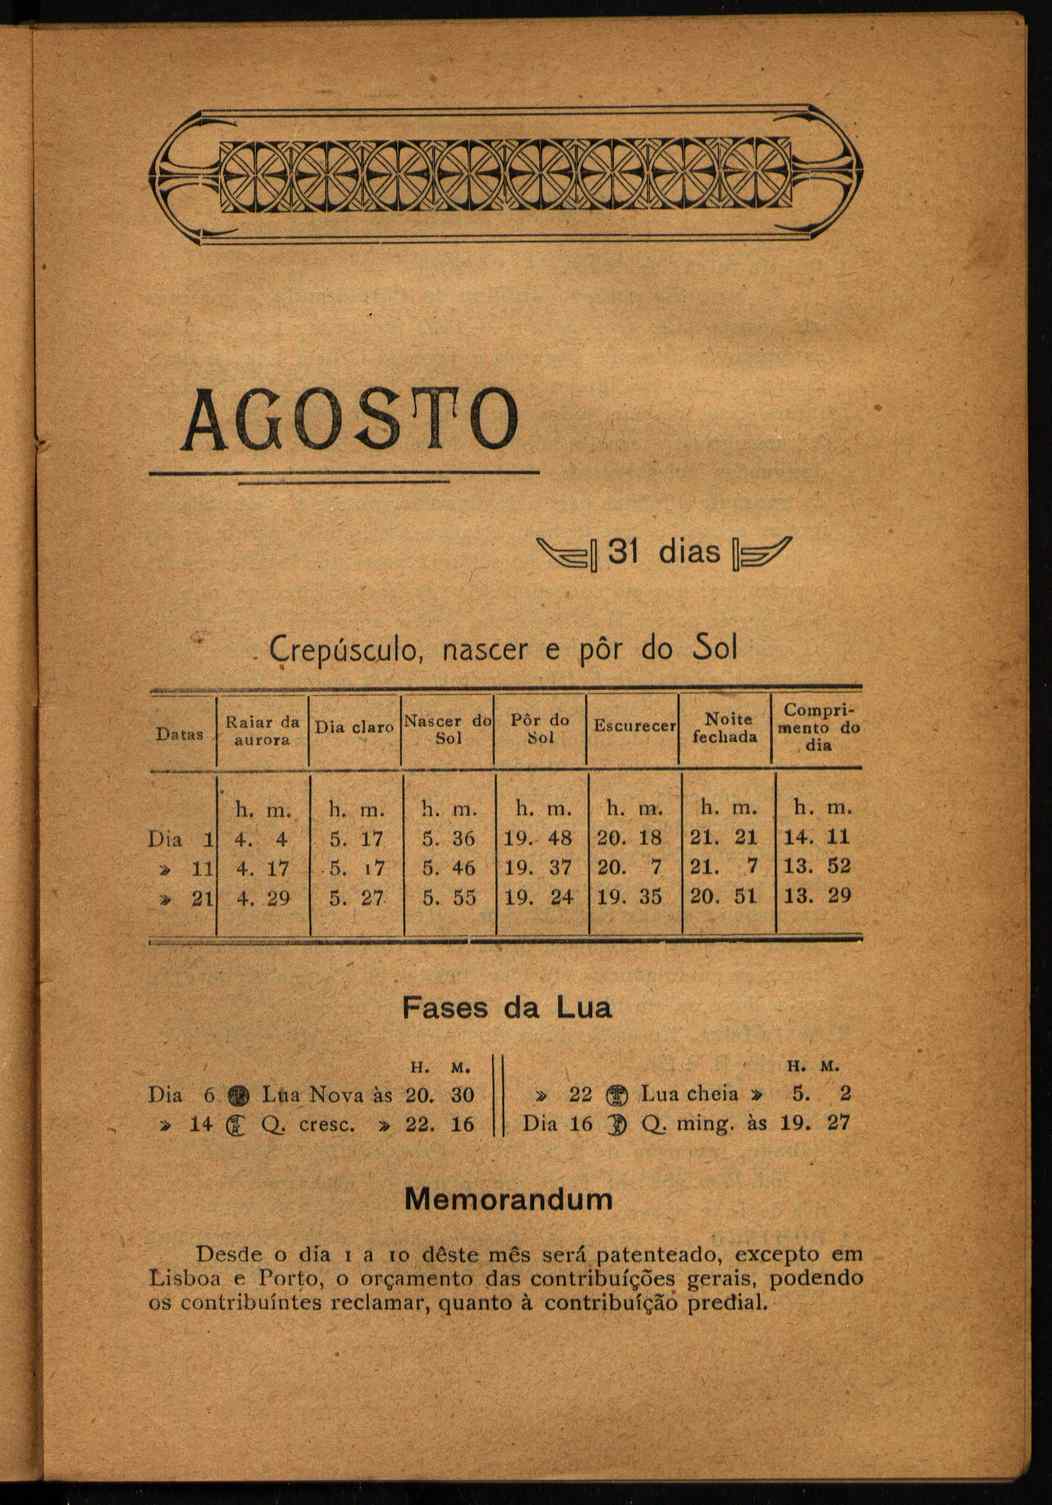 AGOSTO
31 dias
Crepúsculo, nascer e pôr do Sol
Datas | Raiar da aurora | Dia claro | Nascer do Sol | Pôr do Sol | Escurecer | Noite fechada | Comprimento do dia
h. m. | h. m. | h. m. | h. m. | h. m. | h. m. | h. m.
Dia 1 | 4. 4 | 5. 17 | 5. 36 | 19. 48 | 20. 18 | 21. 21 | 14. 11
» 11 | 4. 17 | 5. 17 | 5. 46 | 19. 37 | 20. 7 | 21. 7 | 13. 52
» 21 | 4. 29 | 5. 27 | 5. 55 | 19. 24 | 19. 35 | 20. 51 | 13. 29
Fases da Lua
H. M.
Dia 6 Lua Nova às 20. 30
» 14 Q. cresc. » 22. 16
H. M.
» 22 Lua cheia » 5. 2
Dia 16 Q. ming. às 19. 27
Memorandum
Desde o dia 1 a 10 dêste mês será patenteado, excepto em
Lisboa e Porto, o orçamento das contribuíções gerais, podendo
os contribuíntes reclamar, quanto à contribuíção predial.